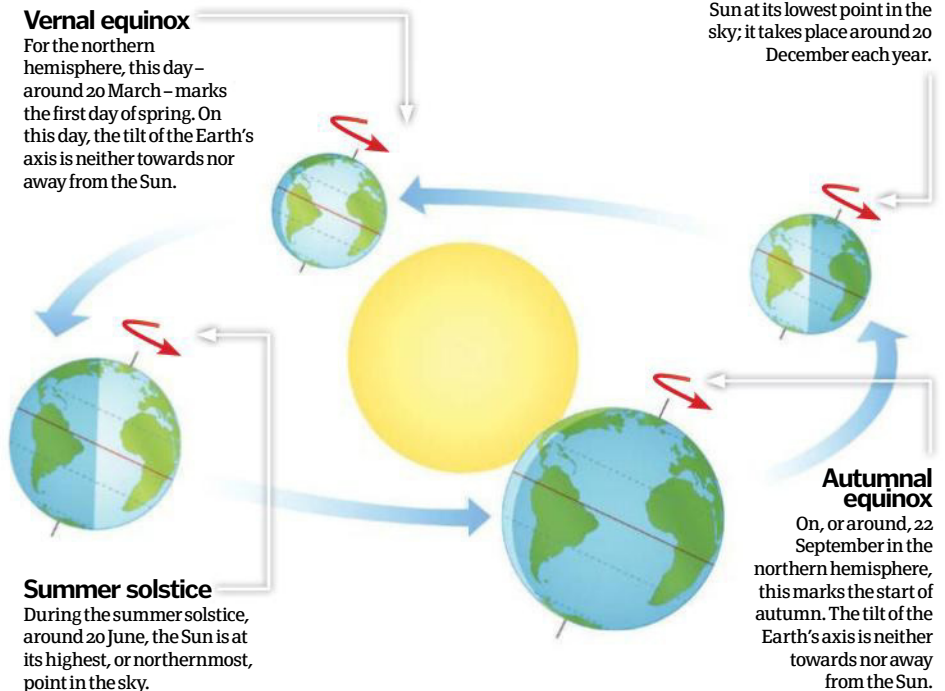 Vernal equinox
For the northern
hemisphere, this day –
around 20 March – marks
the first day of spring. On
this day, the tilt of the Earth’s
axis is neither towards nor
away from the Sun.
Sun at its lowest point in the
sky; it takes place around 20
December each year.
Summer solstice
During the summer solstice,
around 20 June, the Sun is at
its highest, or northernmost,
point in the sky.
Autumnal
equinox
On, or around, 22
September in the
northern hemisphere,
this marks the start of
autumn. The tilt of the
Earth’s axis is neither
towards nor away
from the Sun.